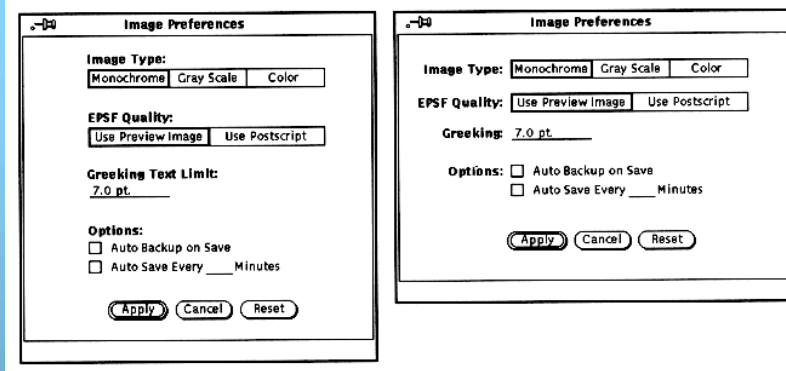 Image Preferences
Image Type:
Monochrome Gray Scale Color
EPSF Quality:
Use Preview Image Use Postscript
Greeking Text Limit:
7.0 pt.
Options:
Auto Backup on Save
Auto Save Every ____ Minutes
Apply Cancel Reset
Image Preferences
Image Type: Monochrome Gray Scale Color
EPSF Quality: Use Preview Image Use Postscript
Greeking: 7.0 pt.
Options: Auto Backup on Save
Auto Save Every ____ Minutes
Apply Cancel Reset